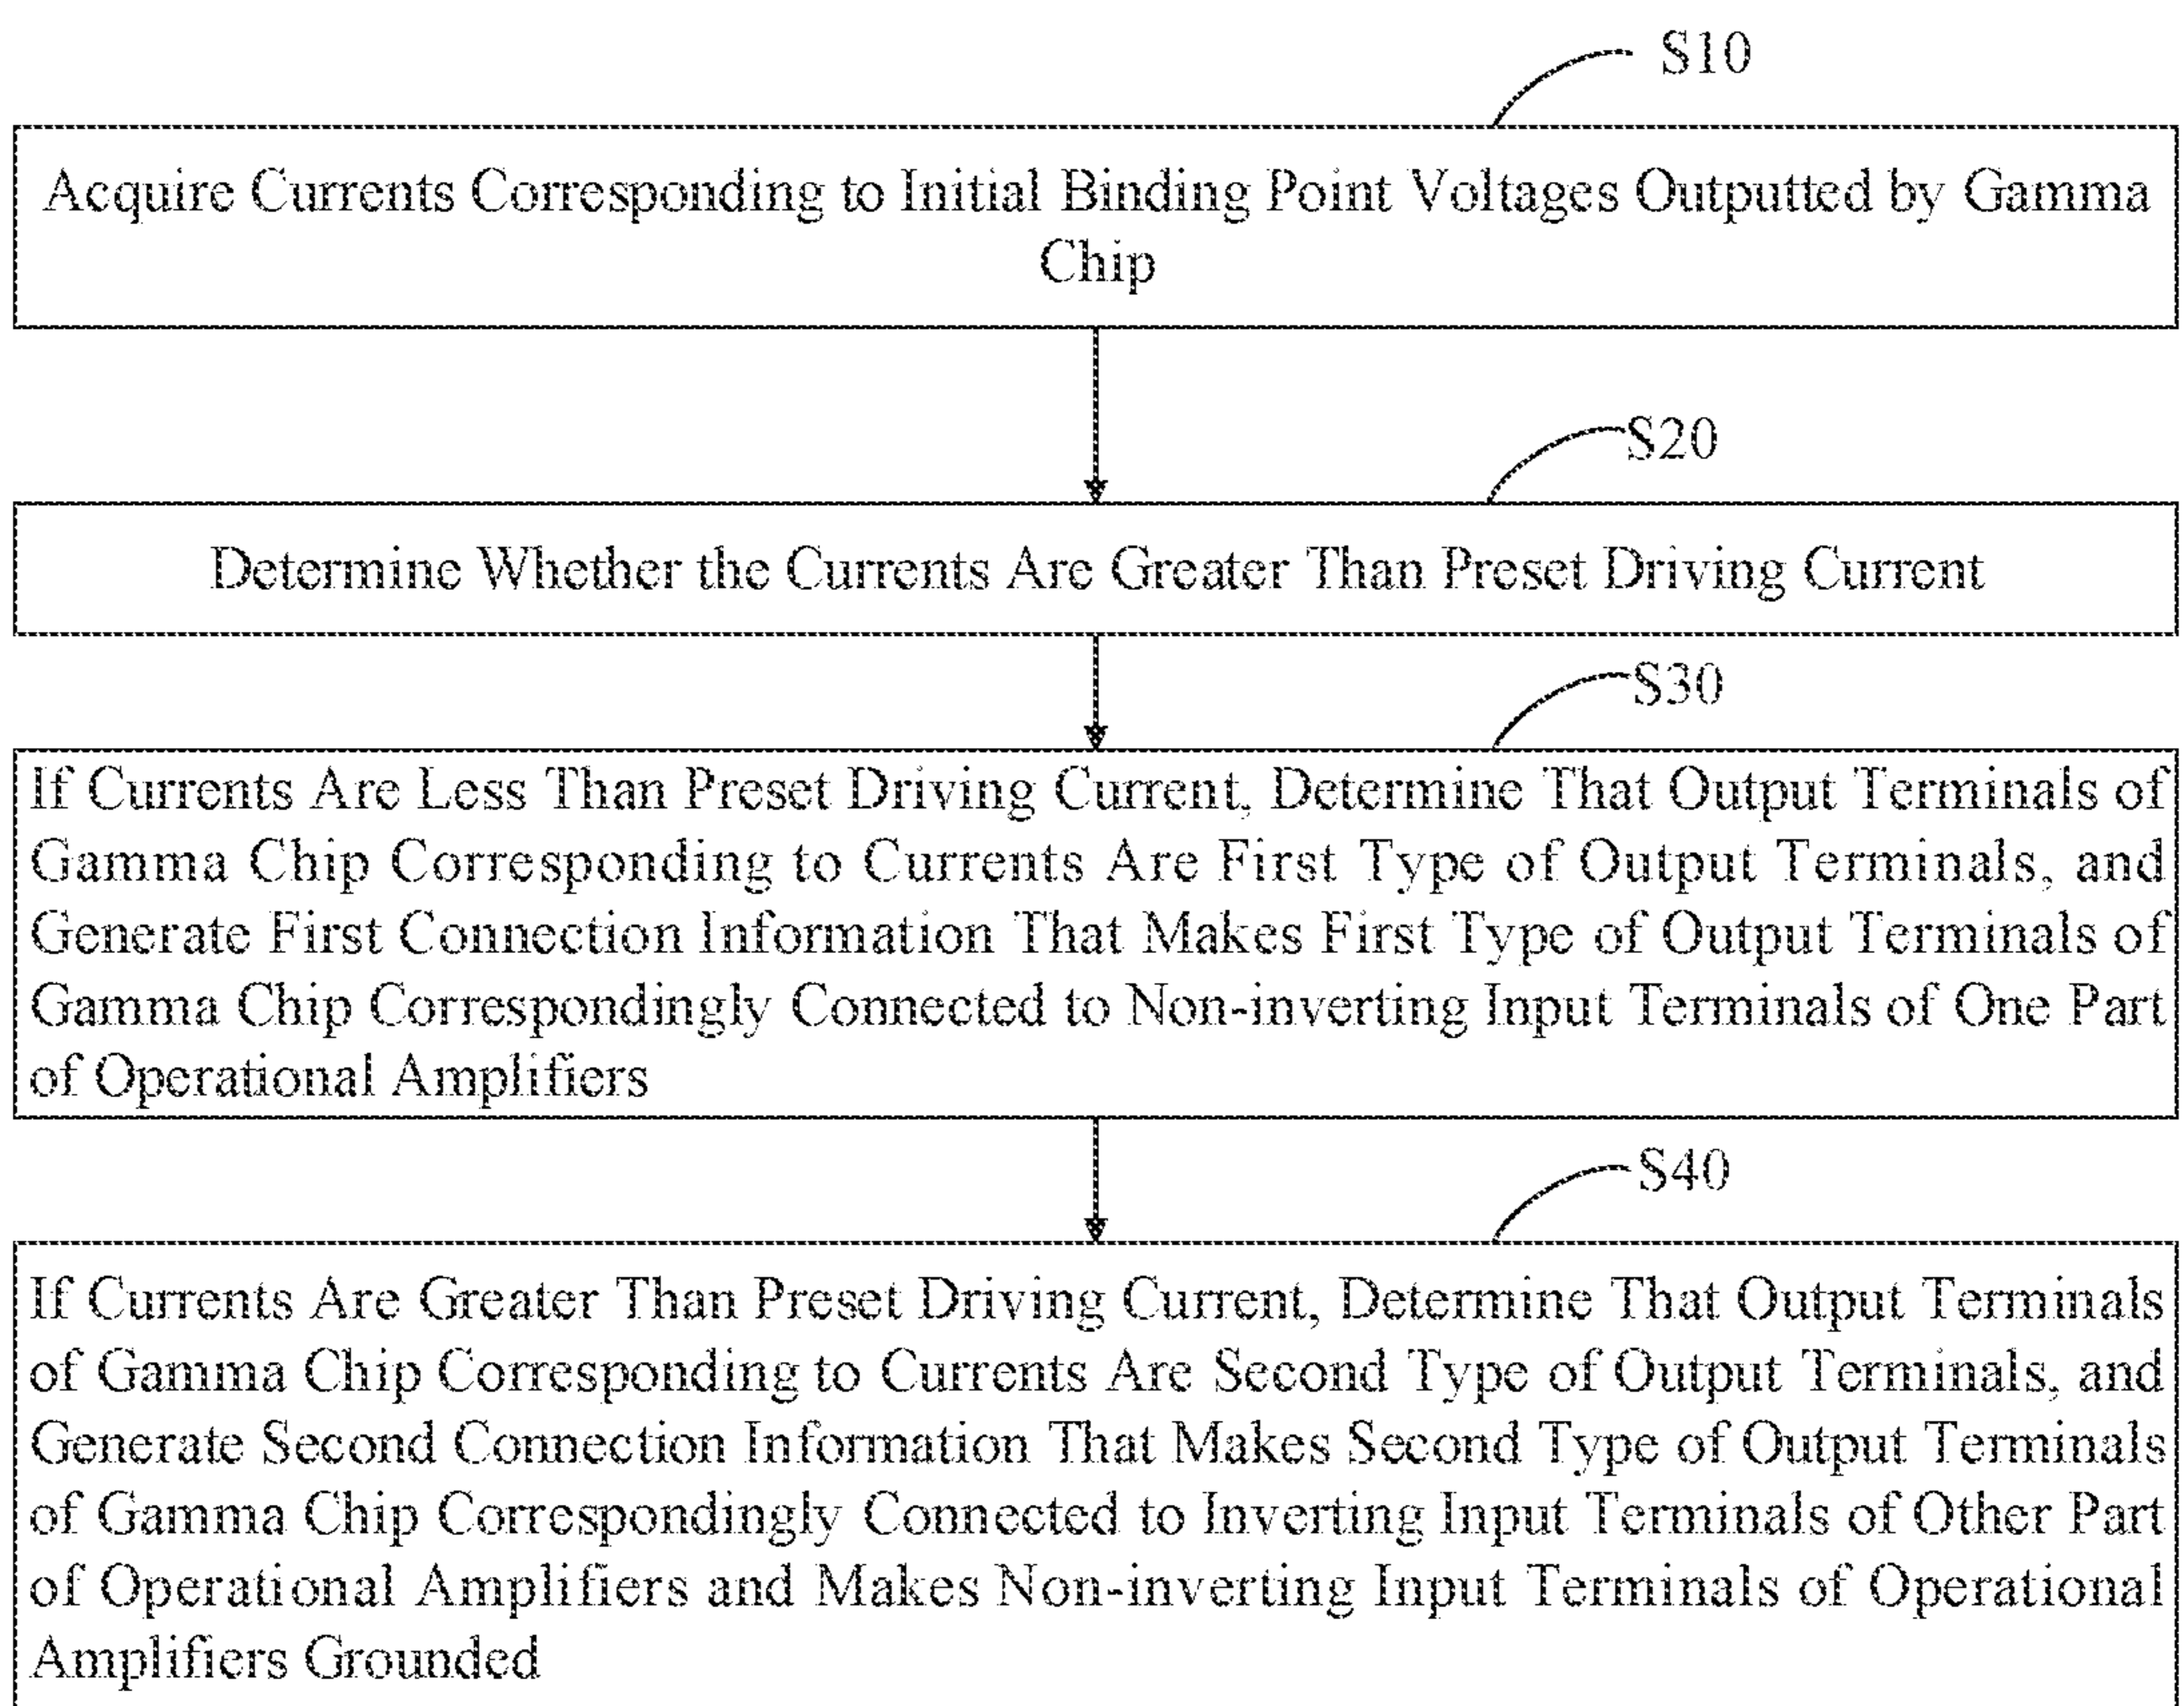 S10
Acquire Currents Corresponding to Initial Binding Point Voltages Outputted by Gamma
Chip
S20
Determine Whether the Currents Are Greater Than Preset Driving Current
S30
If Currents Are Less Than Preset Driving Current, Determine That Output Terminals of
Gamma Chip Corresponding to Currents Are First Type of Output Terminals, and
Generate First Connection Information That Makes First Type of Output Terminals of
Gamma Chip Correspondingly Connected to Non-inverting Input Terminals of One Part
of Operational Amplifiers
S40
If Currents Are Greater Than Preset Driving Current, Determine That Output Terminals
of Gamma Chip Corresponding to Currents Are Second Type of Output Terminals, and
Generate Second Connection Information That Makes Second Type of Output Terminals
of Gamma Chip Correspondingly Connected to Inverting Input Terminals of Other Part
of Operational Amplifiers and Makes Non-inverting Input Terminals of Operational
Amplifiers Grounded